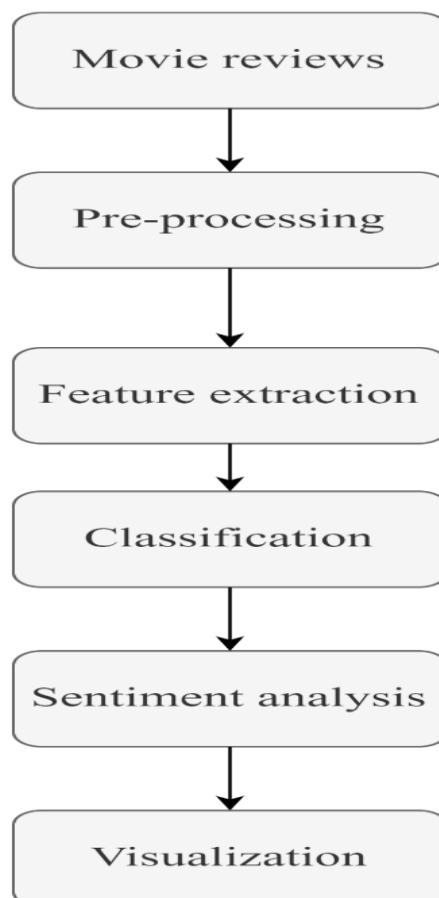 Movie reviews
Pre-processing
Feature extraction
Classification
Sentiment analysis
Visualization